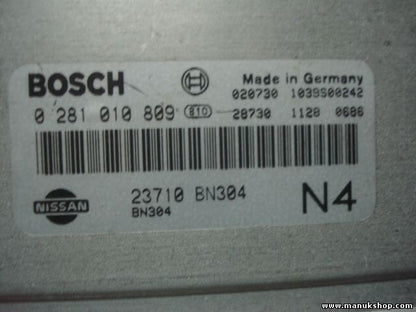 BOSCH Made in Germany
020730 1039S00242
0 281 010 809 810 28730 1128 0686
NISSAN 23710 BN304 N4
BN304
www.manukshop.com